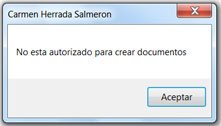 Carmen Herrada Salmeron
No esta autorizado para crear documentos
Aceptar